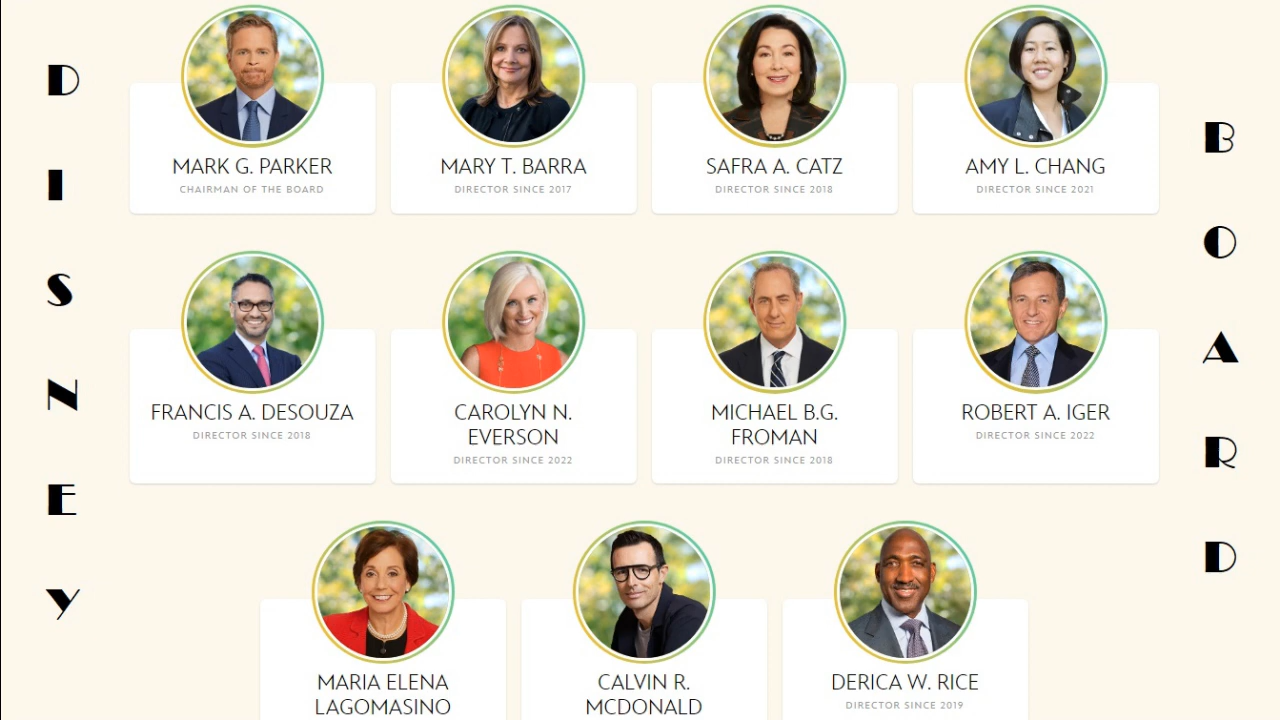 DISNEY
BOARD
MARK G. PARKER
CHAIRMAN OF THE BOARD
MARY T. BARRA
DIRECTOR SINCE 2017
SAFRA A. CATZ
DIRECTOR SINCE 2018
AMY L. CHANG
DIRECTOR SINCE 2021
FRANCIS A. DESOUZA
DIRECTOR SINCE 2018
CAROLYN N.
EVERSON
DIRECTOR SINCE 2022
MICHAEL B.G.
FROMAN
DIRECTOR SINCE 2018
ROBERT A. IGER
DIRECTOR SINCE 2022
MARIA ELENA
LAGOMASINO
CALVIN R.
MCDONALD
DERICA W. RICE
DIRECTOR SINCE 2019